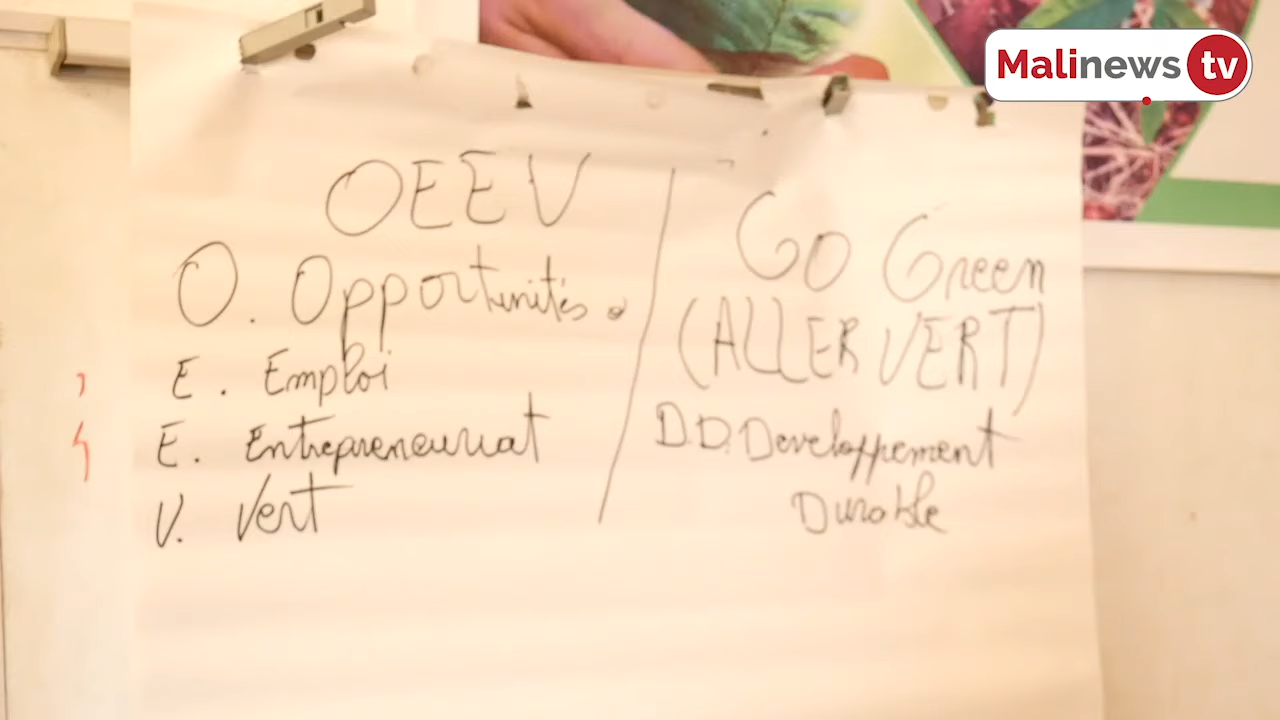 Malinews tv
OEEV
O. Opportunités
E. Emploi
E. Entrepreneuriat
V. Vert
Go Green
(ALLER VERT)
D.D. Developpement
Durable